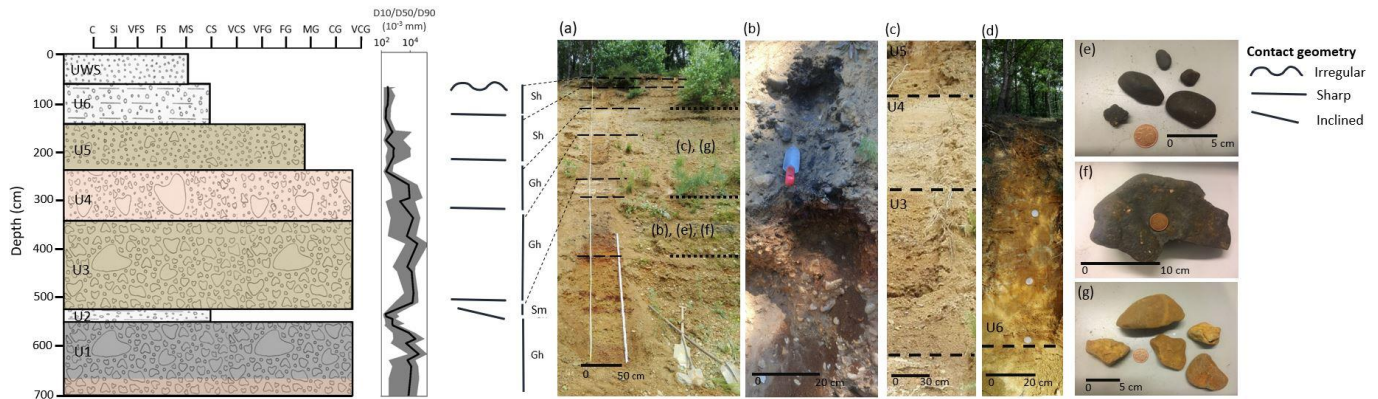 C Si VFS FS MS CS VCS VFG FG MG CG VCG
D10/D50/D90
(10⁻³ mm)
10² 10⁴
Depth (cm)
0
100
200
300
400
500
600
700
UWS
U6
U5
U4
U3
U2
U1
Sh
Sh
Gh
Gh
Sm
Gh
(a)
(c), (g)
(b), (e), (f)
0 50 cm
(b)
0 20 cm
(c)
U5
U4
U3
0 30 cm
(d)
U6
0 20 cm
(e)
0 5 cm
(f)
0 10 cm
(g)
0 5 cm
Contact geometry
Irregular
Sharp
Inclined